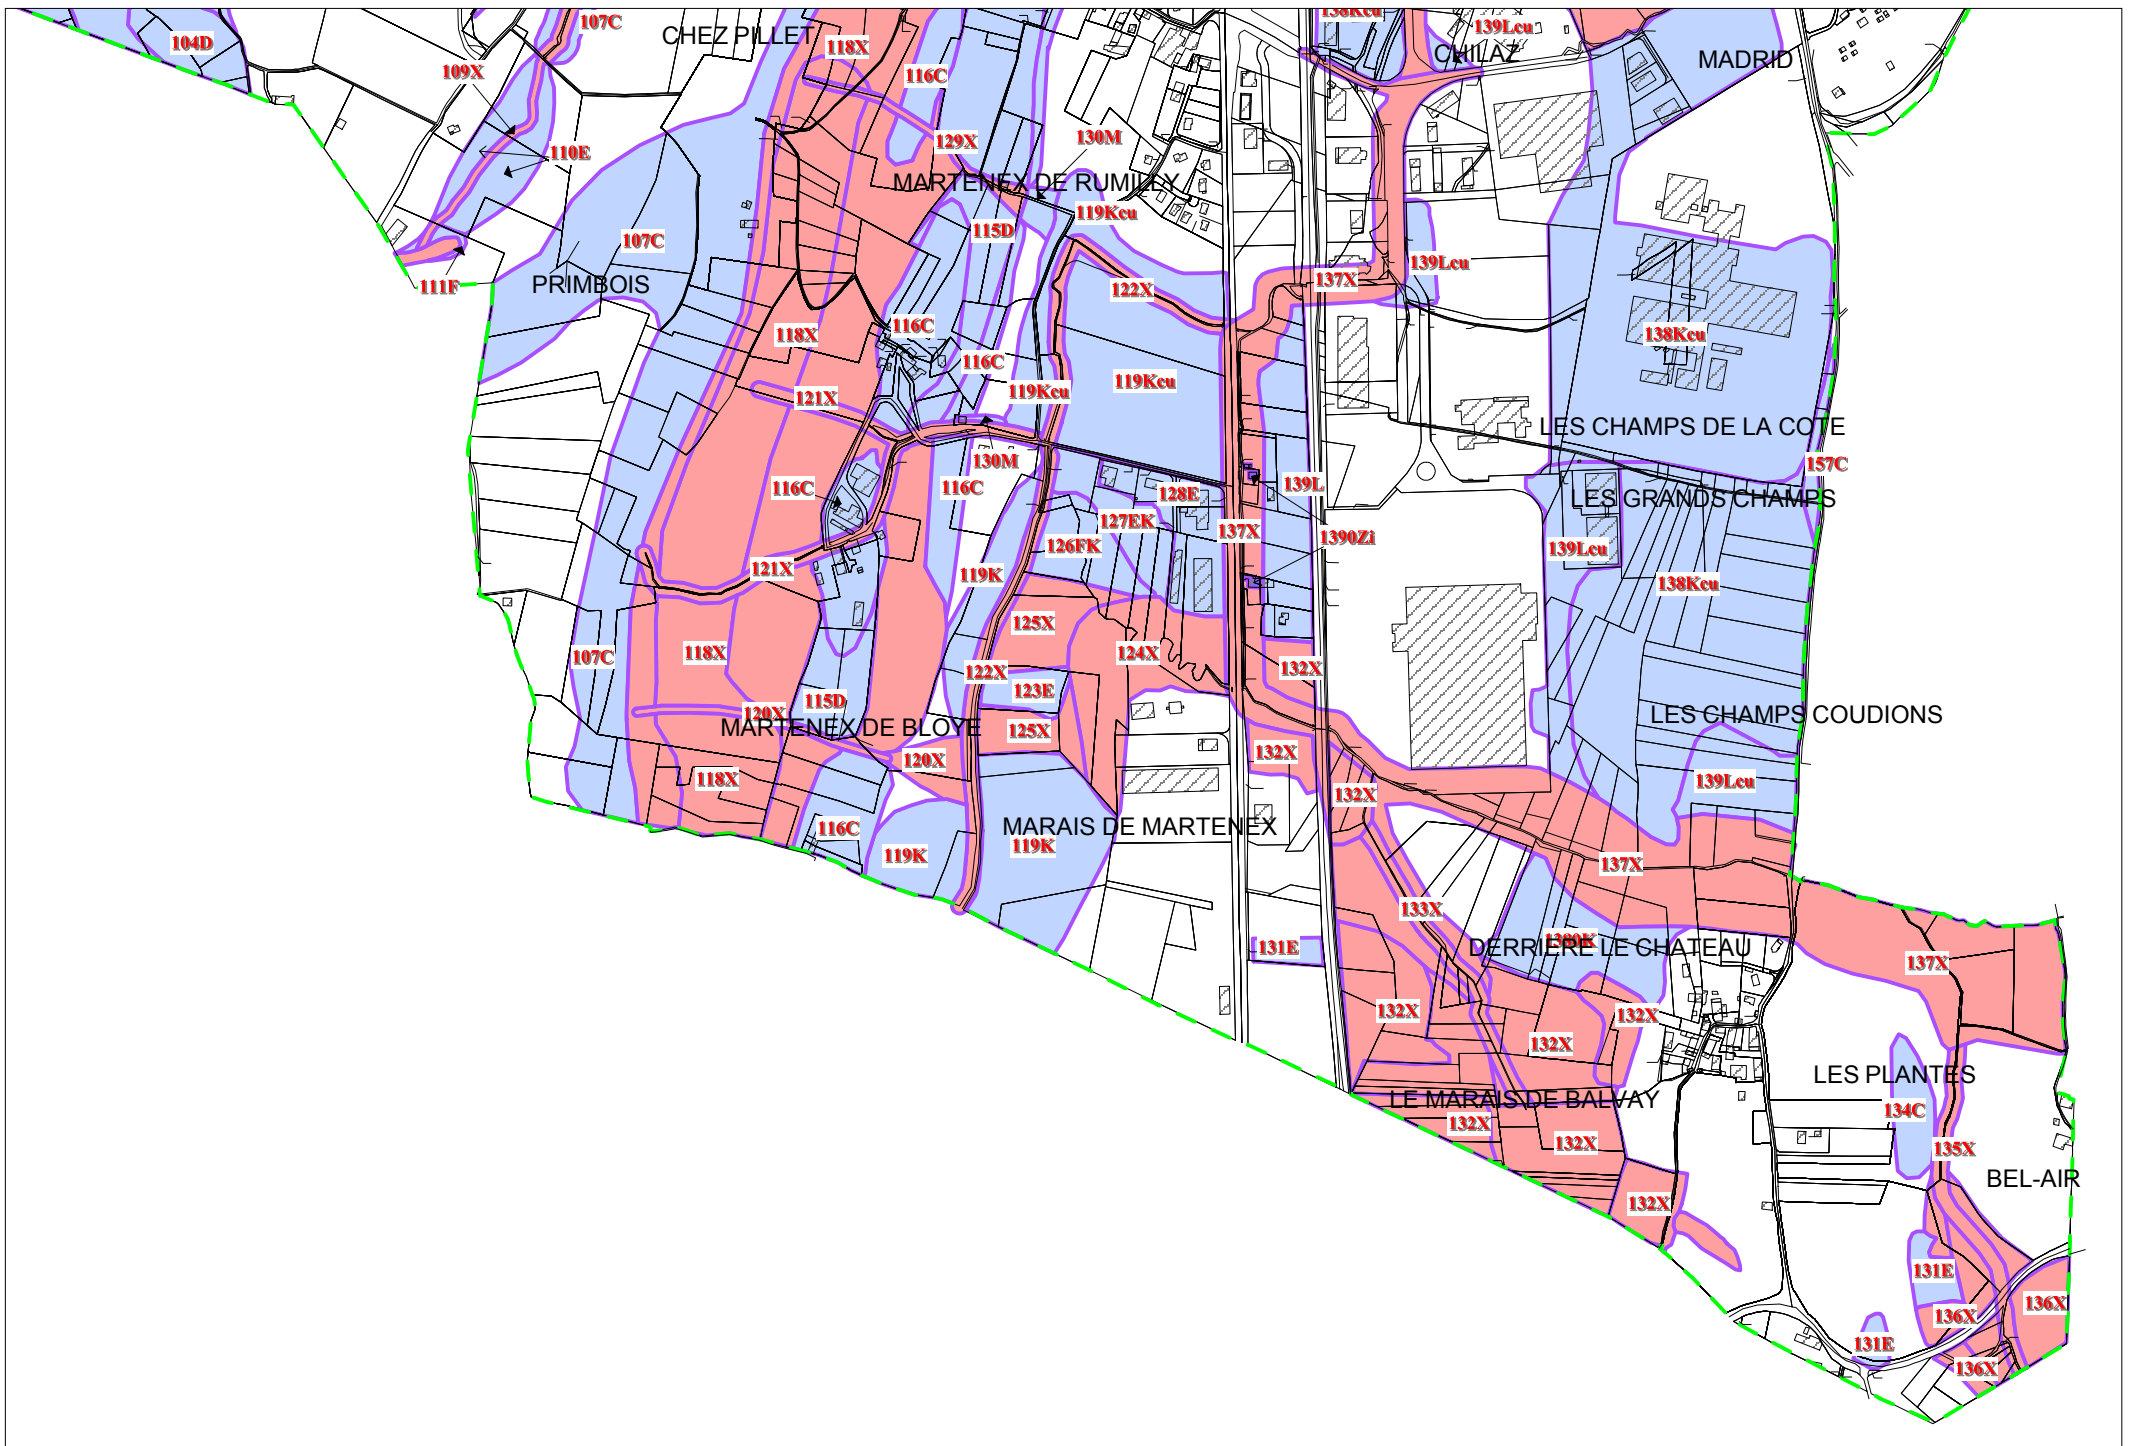 107C
138Kcu
139Lcu
CHEZ PILLET
104D
118X
CHILAZ
MADRID
109X
116C
129X
130M
110E
MARTENEX DE RUMILLY
119Kcu
107C
115D
139Lcu
111F
PRIMBOIS
122X
137X
118X
116C
138Kcu
116C
119Kcu
119Kcu
121X
LES CHAMPS DE LA COTE
130M
157C
116C
116C
128E
139L
LES GRANDS CHAMPS
127EK
137X
1390Zi
126FK
139Lcu
121X
119K
138Kcu
125X
107C
118X
124X
132X
122X
123E
115D
120X
LES CHAMPS COUDIONS
MARTENEX DE BLOYE
125X
120X
132X
118X
139Lcu
132X
116C
MARAIS DE MARTENEX
119K
119K
137X
133X
131E
DERRIERE LE CHATEAU
137X
132X
132X
132X
LES PLANTES
LE MARAIS DE BALVAY
134C
132X
132X
135X
BEL-AIR
132X
131E
136X
136X
131E
136X